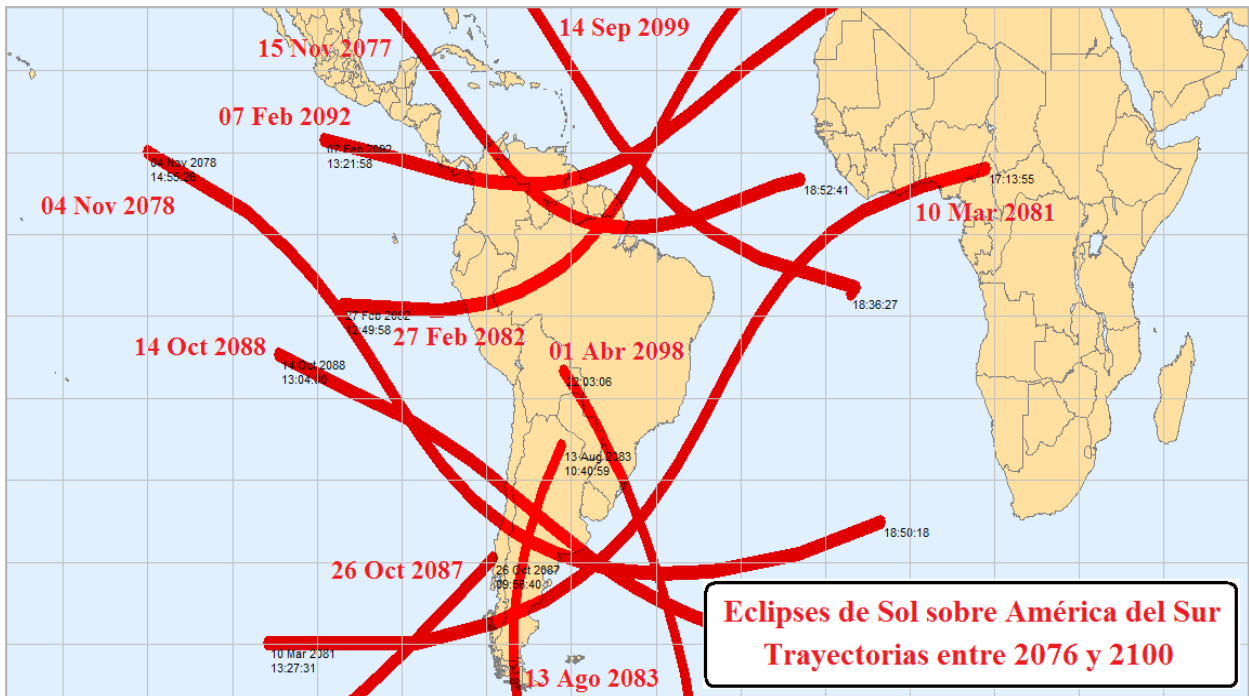 14 Sep 2099
15 Nov 2077
07 Feb 2092
07 Feb 2092
13:21:58
04 Nov 2078
14:55:26
17:13:55
18:52:41
04 Nov 2078
10 Mar 2081
18:36:27
27 Feb 2082
12:49:58
27 Feb 2082
14 Oct 2088
01 Abr 2098
14 Oct 2088
13:04:00
22:03:06
13 Aug 2083
10:40:59
18:50:18
26 Oct 2087
26 Oct 2087
09:56:40
Eclipses de Sol sobre América del Sur
Trayectorias entre 2076 y 2100
10 Mar 2081
13:27:31
13 Ago 2083